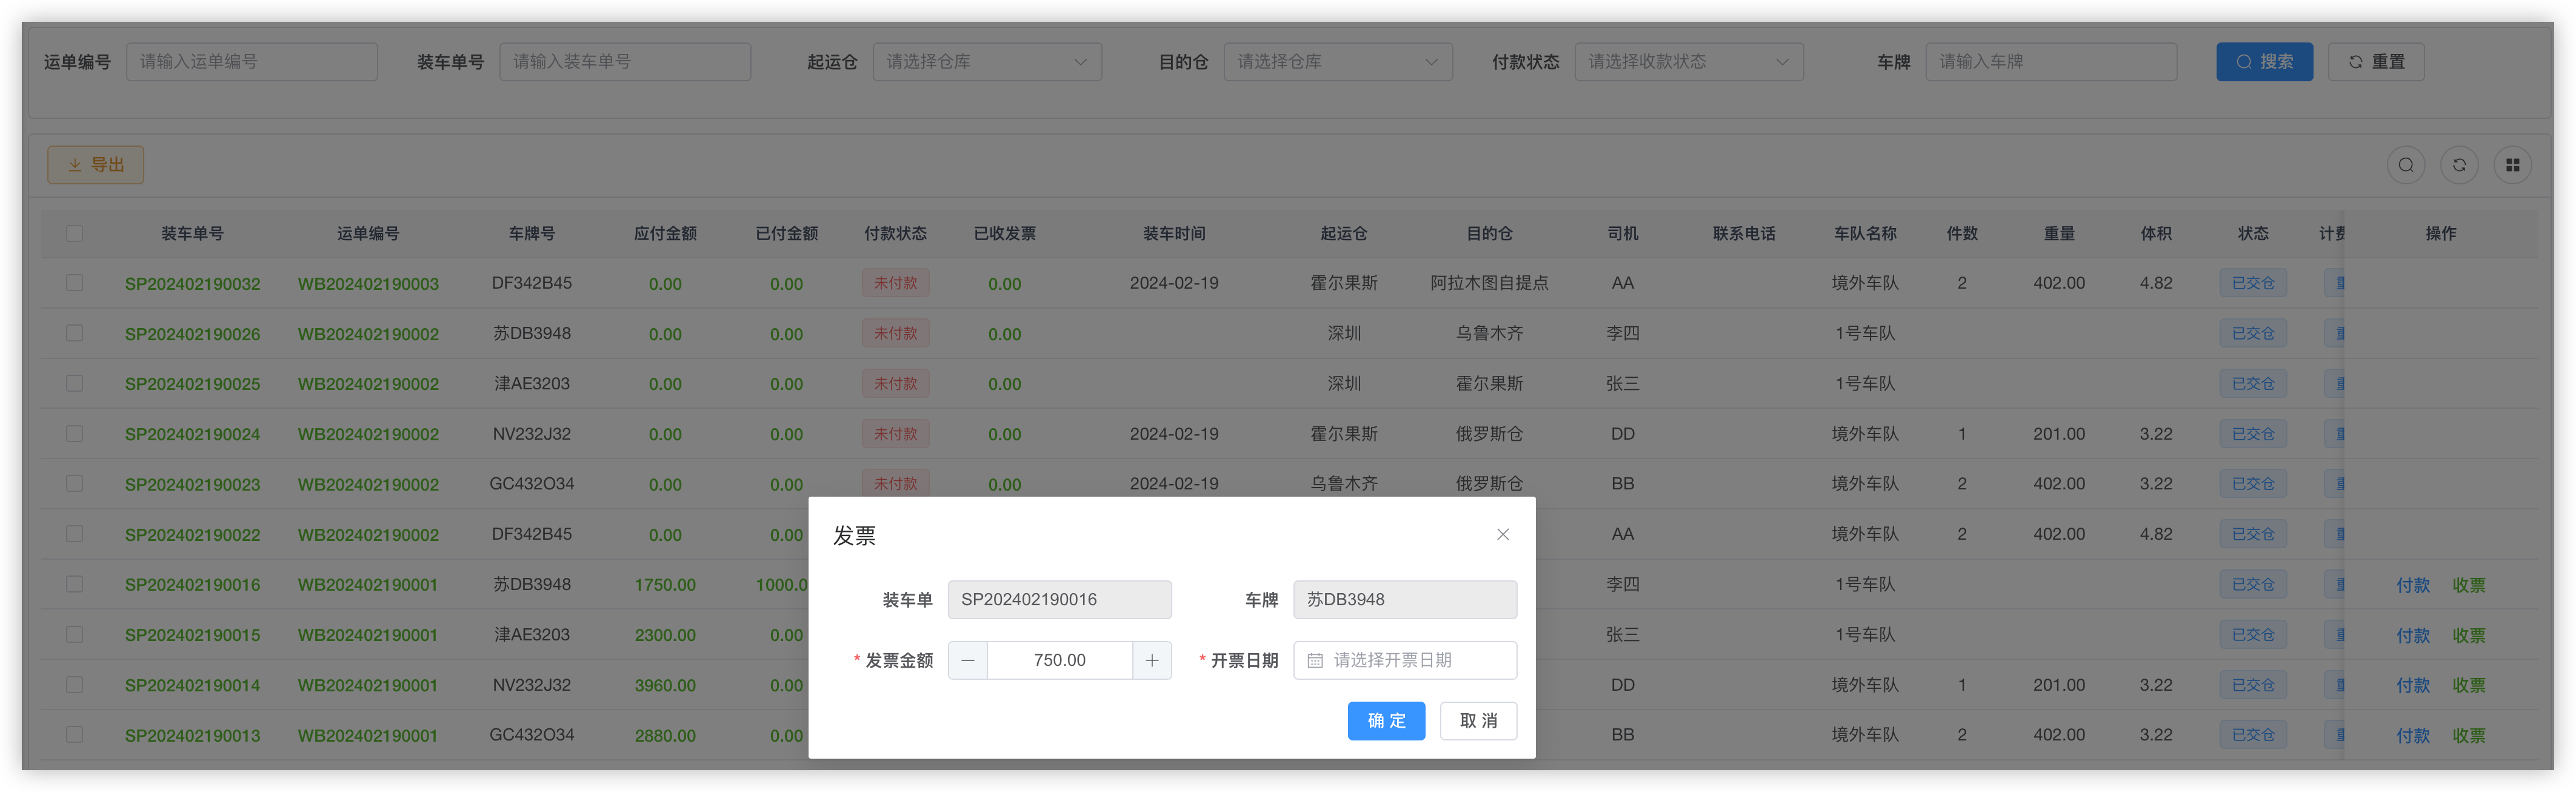 运单编号 请输入运单编号 装车单号 请输入装车单号 起运仓 请选择仓库 目的仓 请选择仓库 付款状态 请选择收款状态 车牌 请输入车牌 搜索 重置
导出
装车单号 运单编号 车牌号 应付金额 已付金额 付款状态 已收发票 装车时间 起运仓 目的仓 司机 联系电话 车队名称 件数 重量 体积 状态 计费 操作
SP202402190032 WB202402190003 DF342B45 0.00 0.00 未付款 0.00 2024-02-19 霍尔果斯 阿拉木图自提点 AA 境外车队 2 402.00 4.82 已交仓
SP202402190026 WB202402190002 苏DB3948 0.00 0.00 未付款 0.00 深圳 乌鲁木齐 李四 1号车队 已交仓
SP202402190025 WB202402190002 津AE3203 0.00 0.00 未付款 0.00 深圳 霍尔果斯 张三 1号车队 已交仓
SP202402190024 WB202402190002 NV232J32 0.00 0.00 未付款 0.00 2024-02-19 霍尔果斯 俄罗斯仓 DD 境外车队 1 201.00 3.22 已交仓
SP202402190023 WB202402190002 GC432O34 0.00 0.00 未付款 0.00 2024-02-19 乌鲁木齐 俄罗斯仓 BB 境外车队 2 402.00 3.22 已交仓
SP202402190022 WB202402190002 DF342B45 0.00 0.00 AA 境外车队 2 402.00 4.82 已交仓
SP202402190016 WB202402190001 苏DB3948 1750.00 1000.0 李四 1号车队 已交仓 付款 收票
SP202402190015 WB202402190001 津AE3203 2300.00 0.00 张三 1号车队 已交仓 付款 收票
SP202402190014 WB202402190001 NV232J32 3960.00 0.00 DD 境外车队 1 201.00 3.22 已交仓 付款 收票
SP202402190013 WB202402190001 GC432O34 2880.00 0.00 BB 境外车队 2 402.00 3.22 已交仓 付款 收票
发票
装车单 SP202402190016 车牌 苏DB3948
* 发票金额 750.00 * 开票日期 请选择开票日期
确 定 取 消